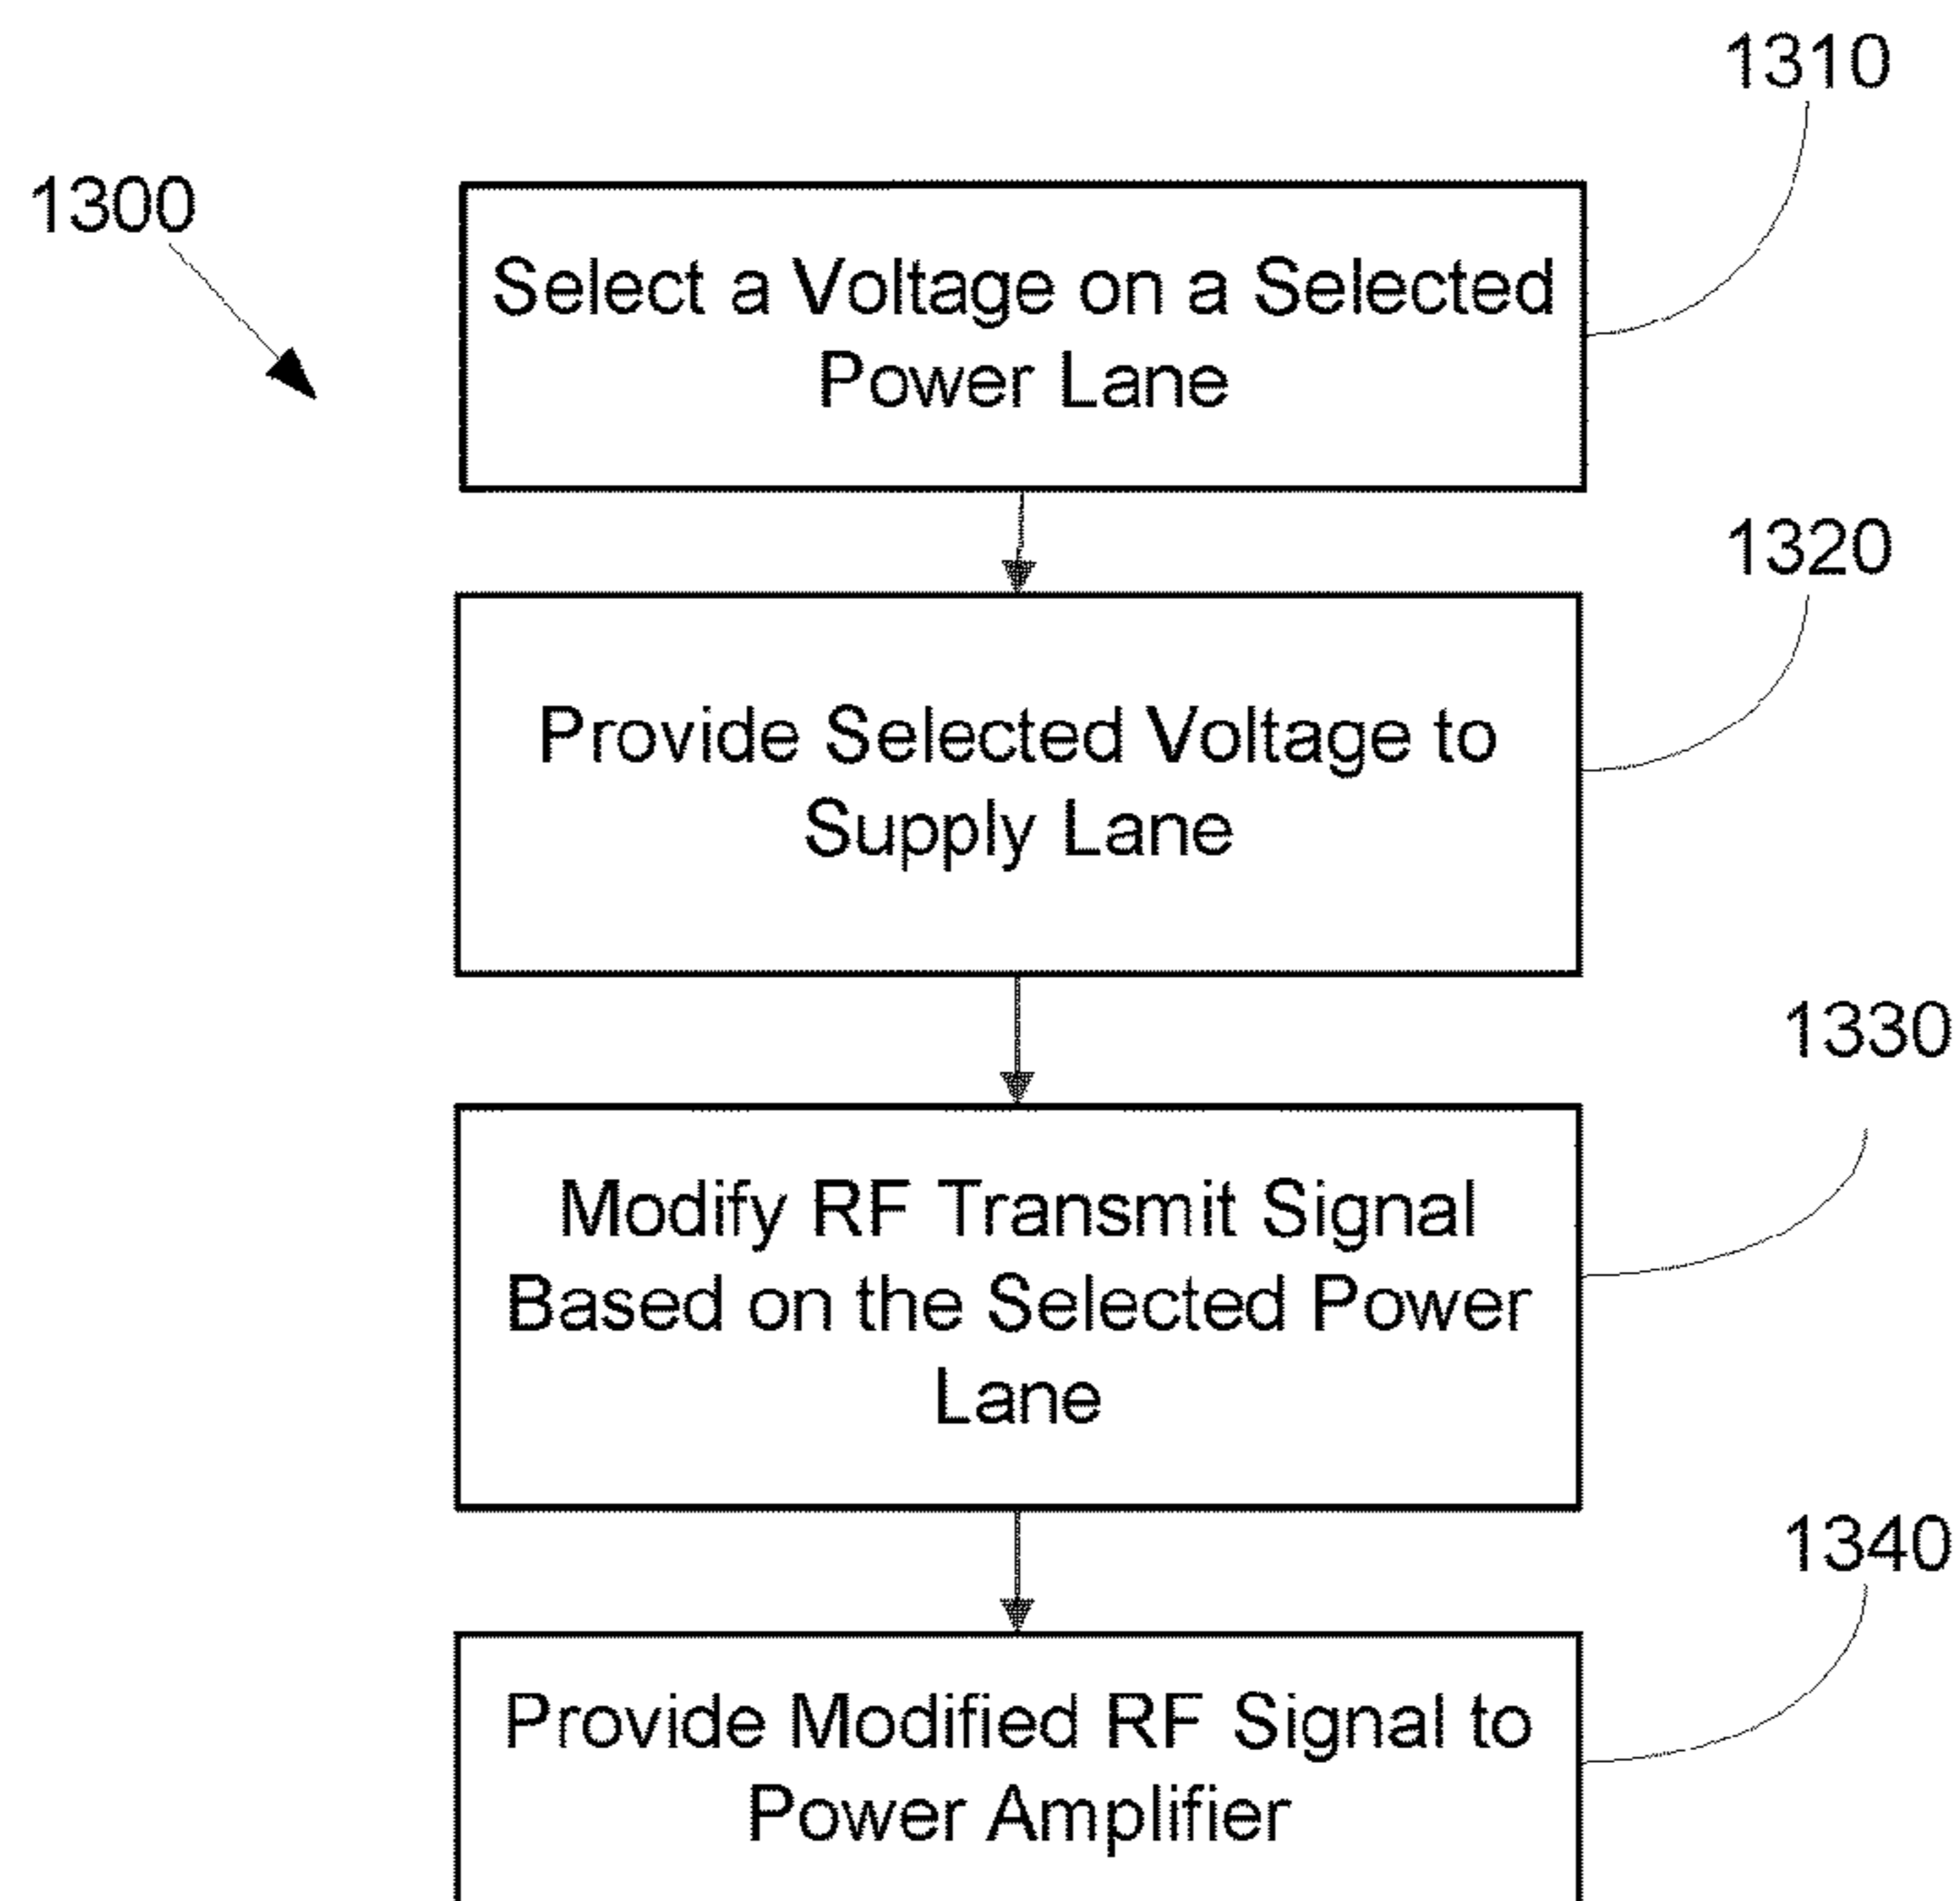 1310
1300
Select a Voltage on a Selected
Power Lane
1320
Provide Selected Voltage to
Supply Lane
1330
Modify RF Transmit Signal
Based on the Selected Power
Lane
1340
Provide Modified RF Signal to
Power Amplifier